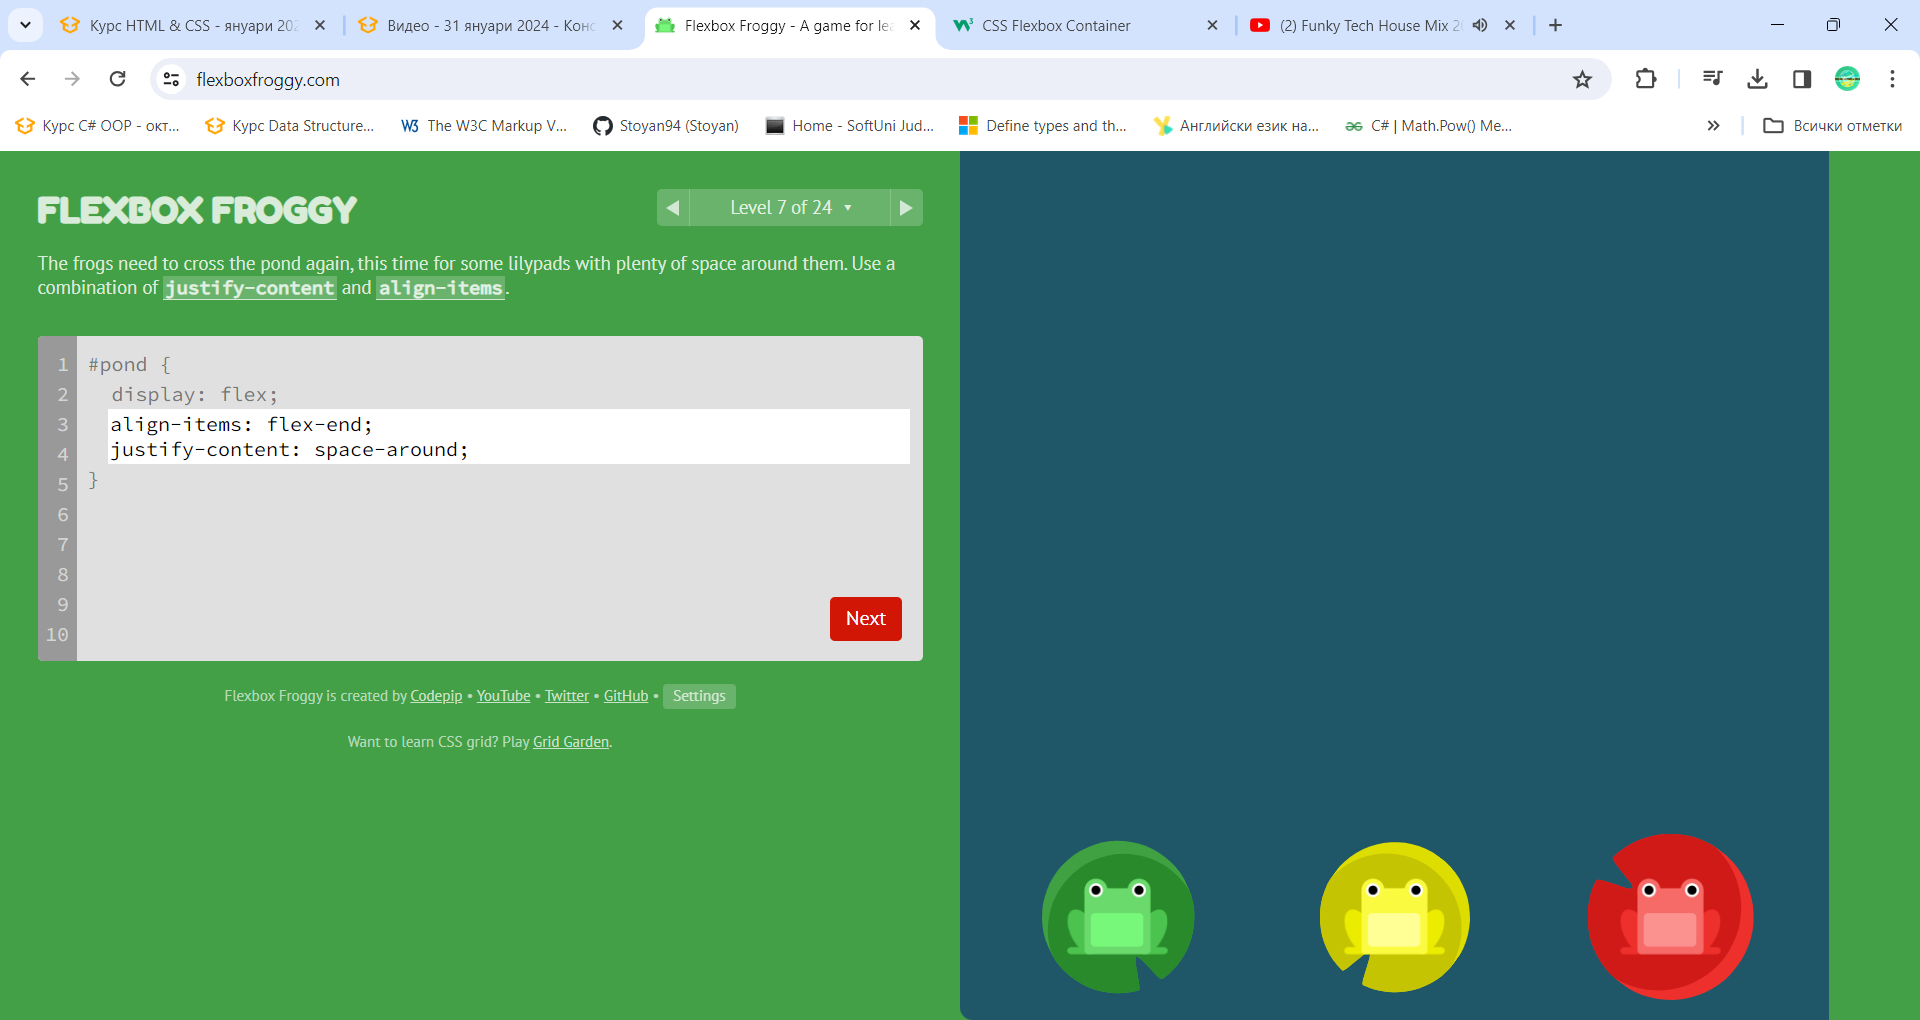 Курс HTML & CSS - януари 202
Видео - 31 януари 2024 - Конс
Flexbox Froggy - A game for lea
CSS Flexbox Container
(2) Funky Tech House Mix 2
flexboxfroggy.com
Курс C# OOP - окт...
Курс Data Structure...
W3 The W3C Markup V...
Stoyan94 (Stoyan)
Home - SoftUni Jud...
Define types and th...
Английски език на...
C# | Math.Pow() Me...
Всички отметки
FLEXBOX FROGGY
Level 7 of 24
The frogs need to cross the pond again, this time for some lilypads with plenty of space around them. Use a
combination of justify-content and align-items.
1 #pond {
2 display: flex;
3 align-items: flex-end;
4 justify-content: space-around;
5 }
6
7
8
9
10
Next
Flexbox Froggy is created by Codepip • YouTube • Twitter • GitHub • Settings
Want to learn CSS grid? Play Grid Garden.